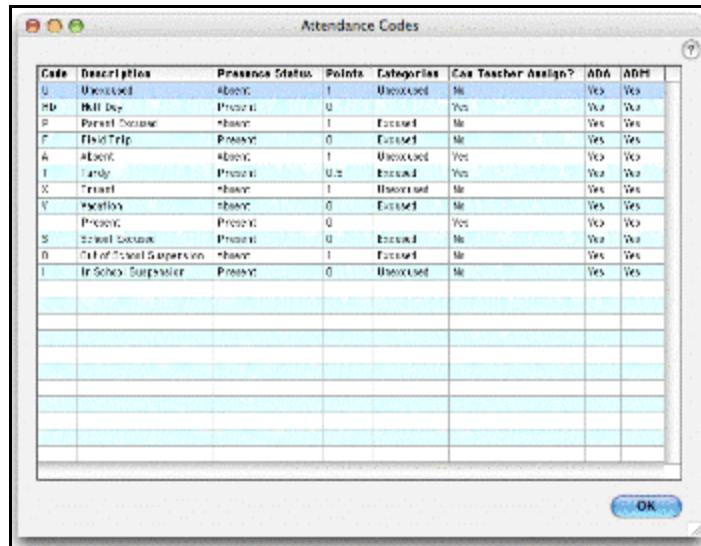 Attendance Codes
?
Code Description Presence Status Points Categories Can Teacher Assign? ADA ADM
U Unexcused Absent 1 Unexcused No Yes Yes
Half Day Present 0 Yes Yes Yes
P Parent Excused Absent 1 Excused No Yes Yes
F Field Trip Present 0 Excused No Yes Yes
A Absent Absent 1 Unexcused Yes Yes Yes
T Tardy Present 0.5 Excused Yes Yes Yes
X Truant Absent 1 Unexcused No Yes Yes
V Vacation Absent 0 Excused No Yes Yes
Present Present 0 Yes Yes Yes
S School Excused Present 0 Excused No Yes Yes
O Out of School Suspension Absent 1 Excused No Yes Yes
I In School Suspension Present 0 Unexcused No Yes Yes
OK